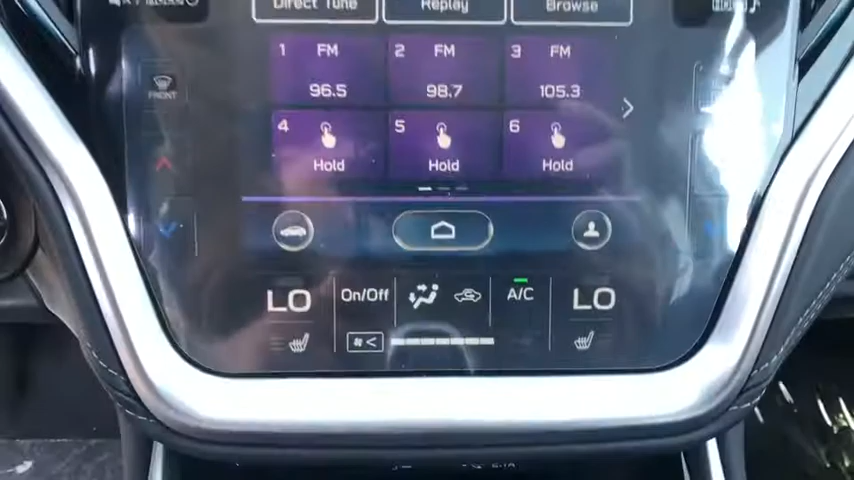 Direct Tune Replay Browse
1 FM 2 FM 3 FM
96.5 98.7 105.3
FRONT
4 5 6
Hold Hold Hold
LO On/Off A/C LO